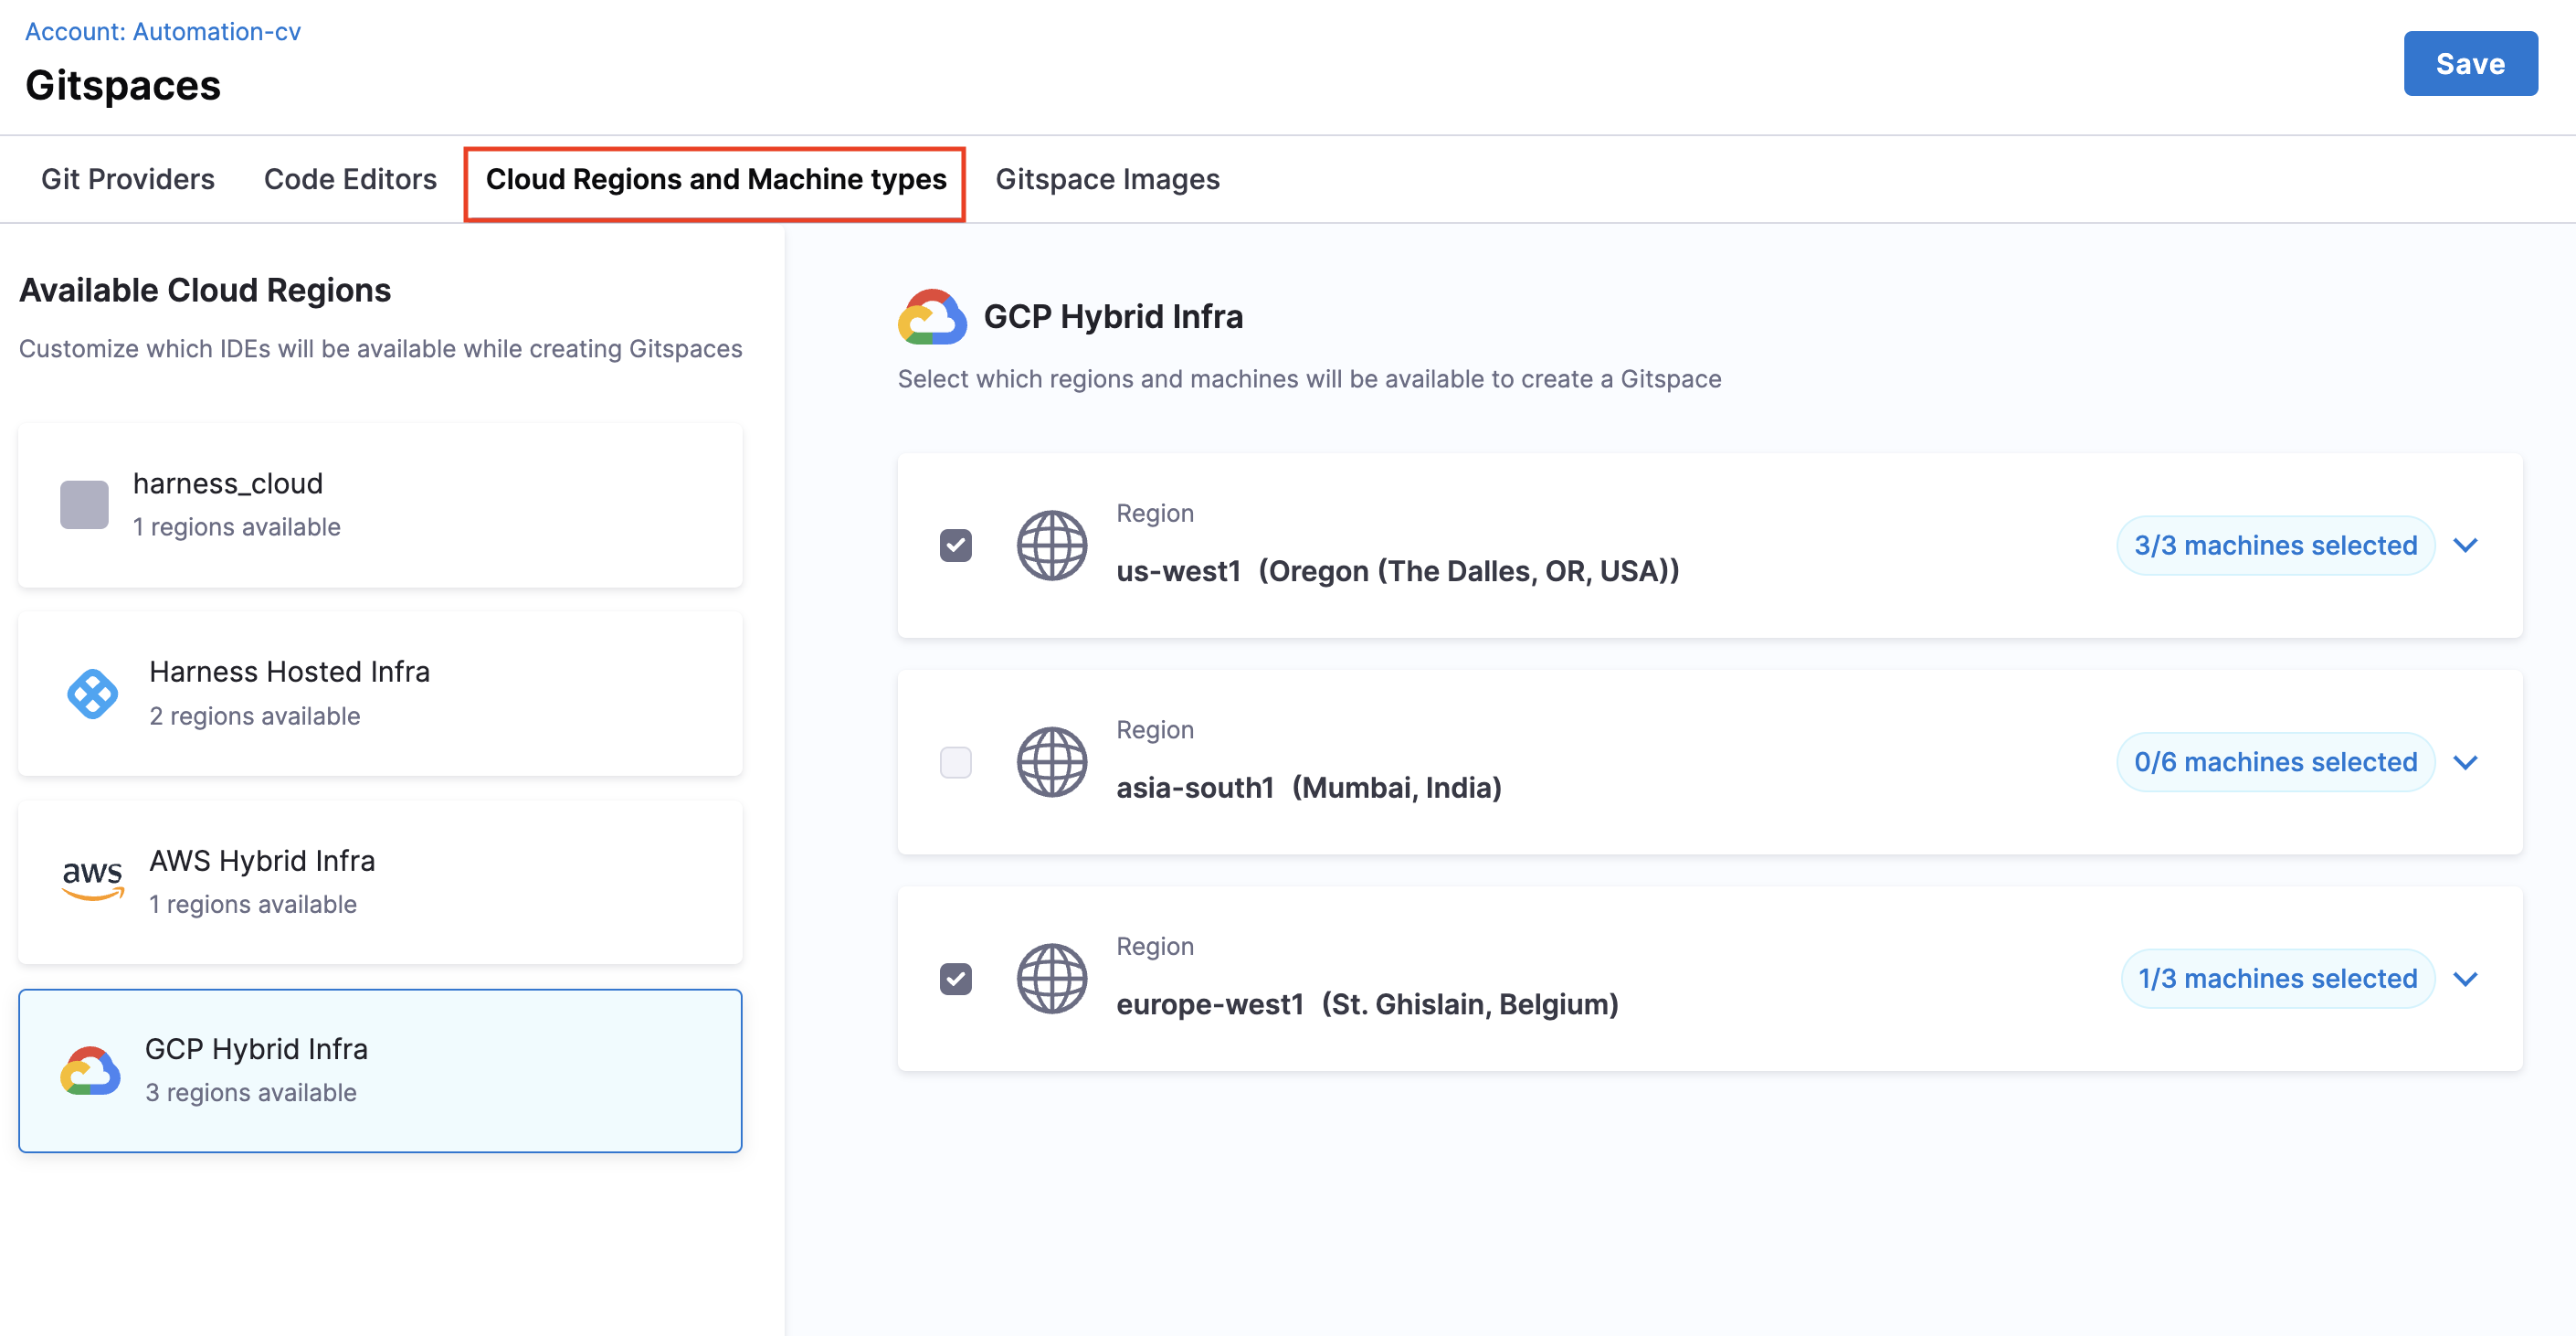 Account: Automation-cv
Gitspaces
Save
Git Providers
Code Editors
Cloud Regions and Machine types
Gitspace Images
Available Cloud Regions
Customize which IDEs will be available while creating Gitspaces
harness_cloud
1 regions available
Harness Hosted Infra
2 regions available
aws
AWS Hybrid Infra
1 regions available
GCP Hybrid Infra
3 regions available
GCP Hybrid Infra
Select which regions and machines will be available to create a Gitspace
Region
us-west1 (Oregon (The Dalles, OR, USA))
3/3 machines selected
Region
asia-south1 (Mumbai, India)
0/6 machines selected
Region
europe-west1 (St. Ghislain, Belgium)
1/3 machines selected